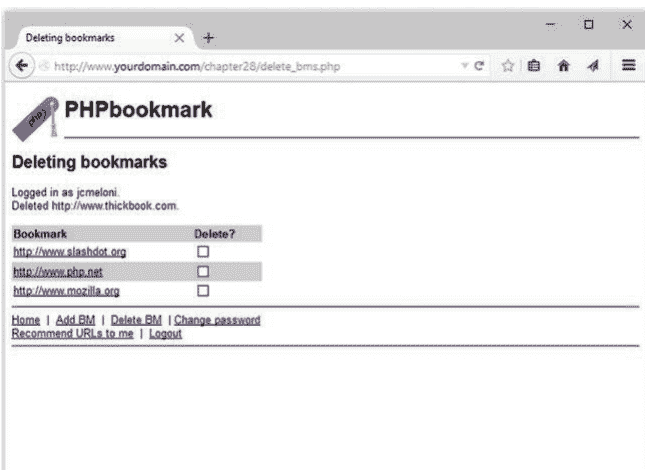 Deleting bookmarks
http://www.yourdomain.com/chapter28/delete_bms.php
PHPbookmark
Deleting bookmarks
Logged in as jcmeloni.
Deleted http://www.thickbook.com.
Bookmark Delete?
http://www.slashdot.org
http://www.php.net
http://www.mozilla.org
Home | Add BM | Delete BM | Change password
Recommend URLs to me | Logout